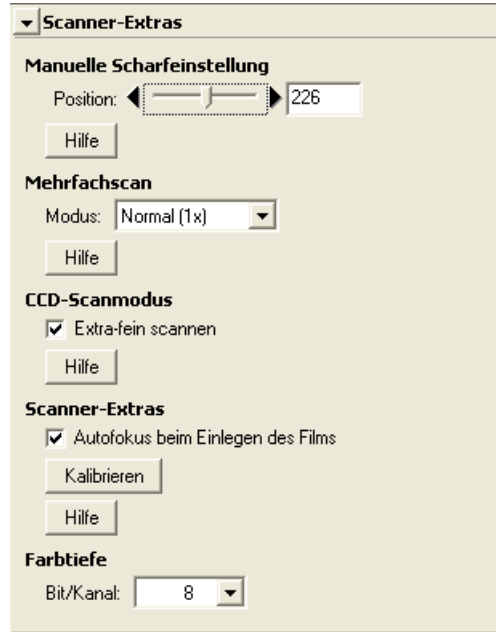 Scanner-Extras
Manuelle Scharfeinstellung
Position: 226
Hilfe
Mehrfachscan
Modus: Normal (1x)
Hilfe
CCD-Scanmodus
Extra-fein scannen
Hilfe
Scanner-Extras
Autofokus beim Einlegen des Films
Kalibrieren
Hilfe
Farbtiefe
Bit/Kanal: 8